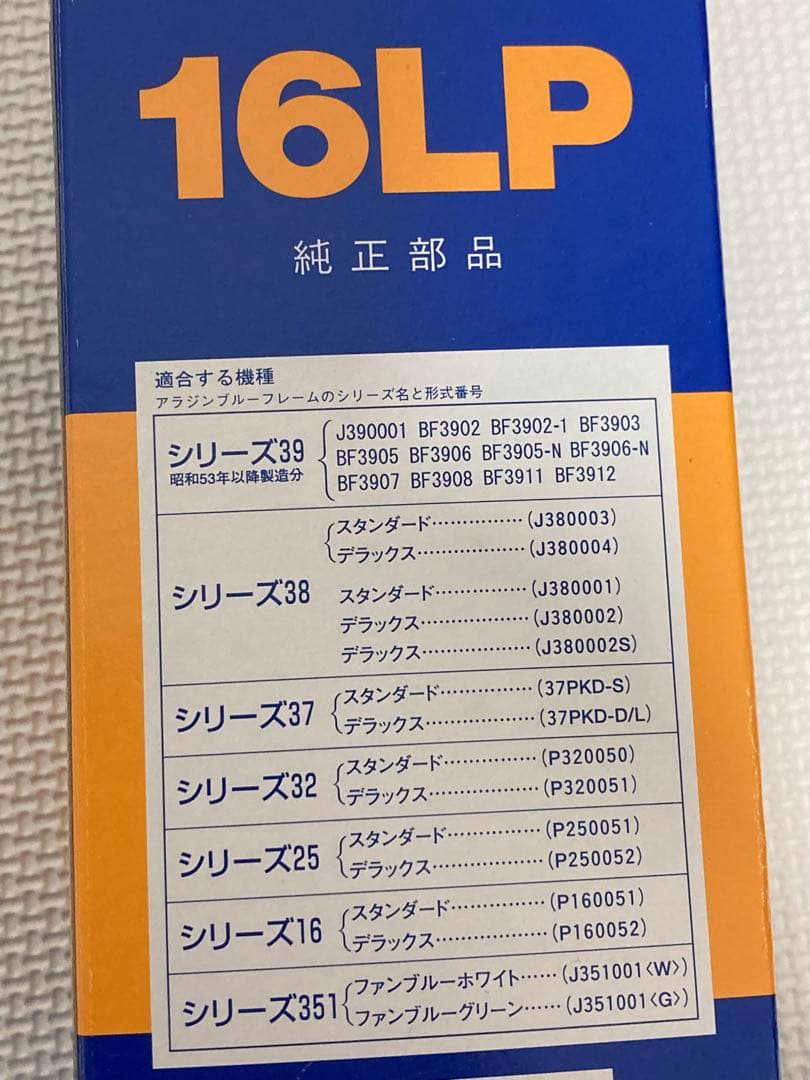 16LP
純正部品
適合する機種
アラジンブルーフレームのシリーズ名と形式番号
シリーズ39
昭和53年以降製造分
J390001 BF3902 BF3902-1 BF3903
BF3905 BF3906 BF3905-N BF3906-N
BF3907 BF3908 BF3911 BF3912
シリーズ38
スタンダード……………(J380003)
デラックス………………(J380004)
スタンダード……………(J380001)
デラックス………………(J380002)
デラックス………………(J380002S)
シリーズ37
スタンダード……………(37PKD-S)
デラックス………………(37PKD-D/L)
シリーズ32
スタンダード……………(P320050)
デラックス………………(P320051)
シリーズ25
スタンダード……………(P250051)
デラックス………………(P250052)
シリーズ16
スタンダード……………(P160051)
デラックス………………(P160052)
シリーズ351
ファンブルーホワイト……(J351001〈W〉)
ファンブルーグリーン……(J351001〈G〉)